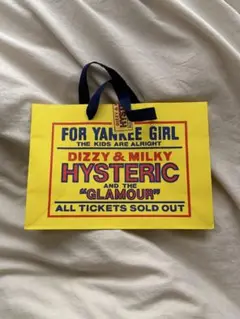 FOR YANKEE GIRL
THE KIDS ARE ALRIGHT
DIZZY & MILKY
HYSTERIC
AND THE
"GLAMOUR"
ALL TICKETS SOLD OUT